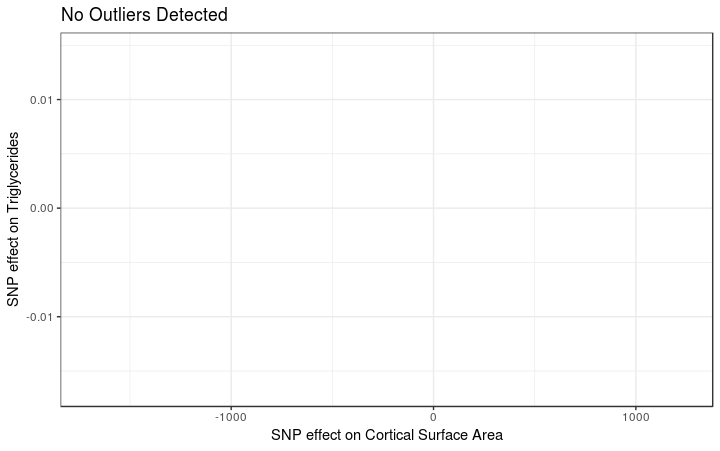 No Outliers Detected
SNP effect on Triglycerides
0.01
0.00
-0.01
-1000
0
1000
SNP effect on Cortical Surface Area